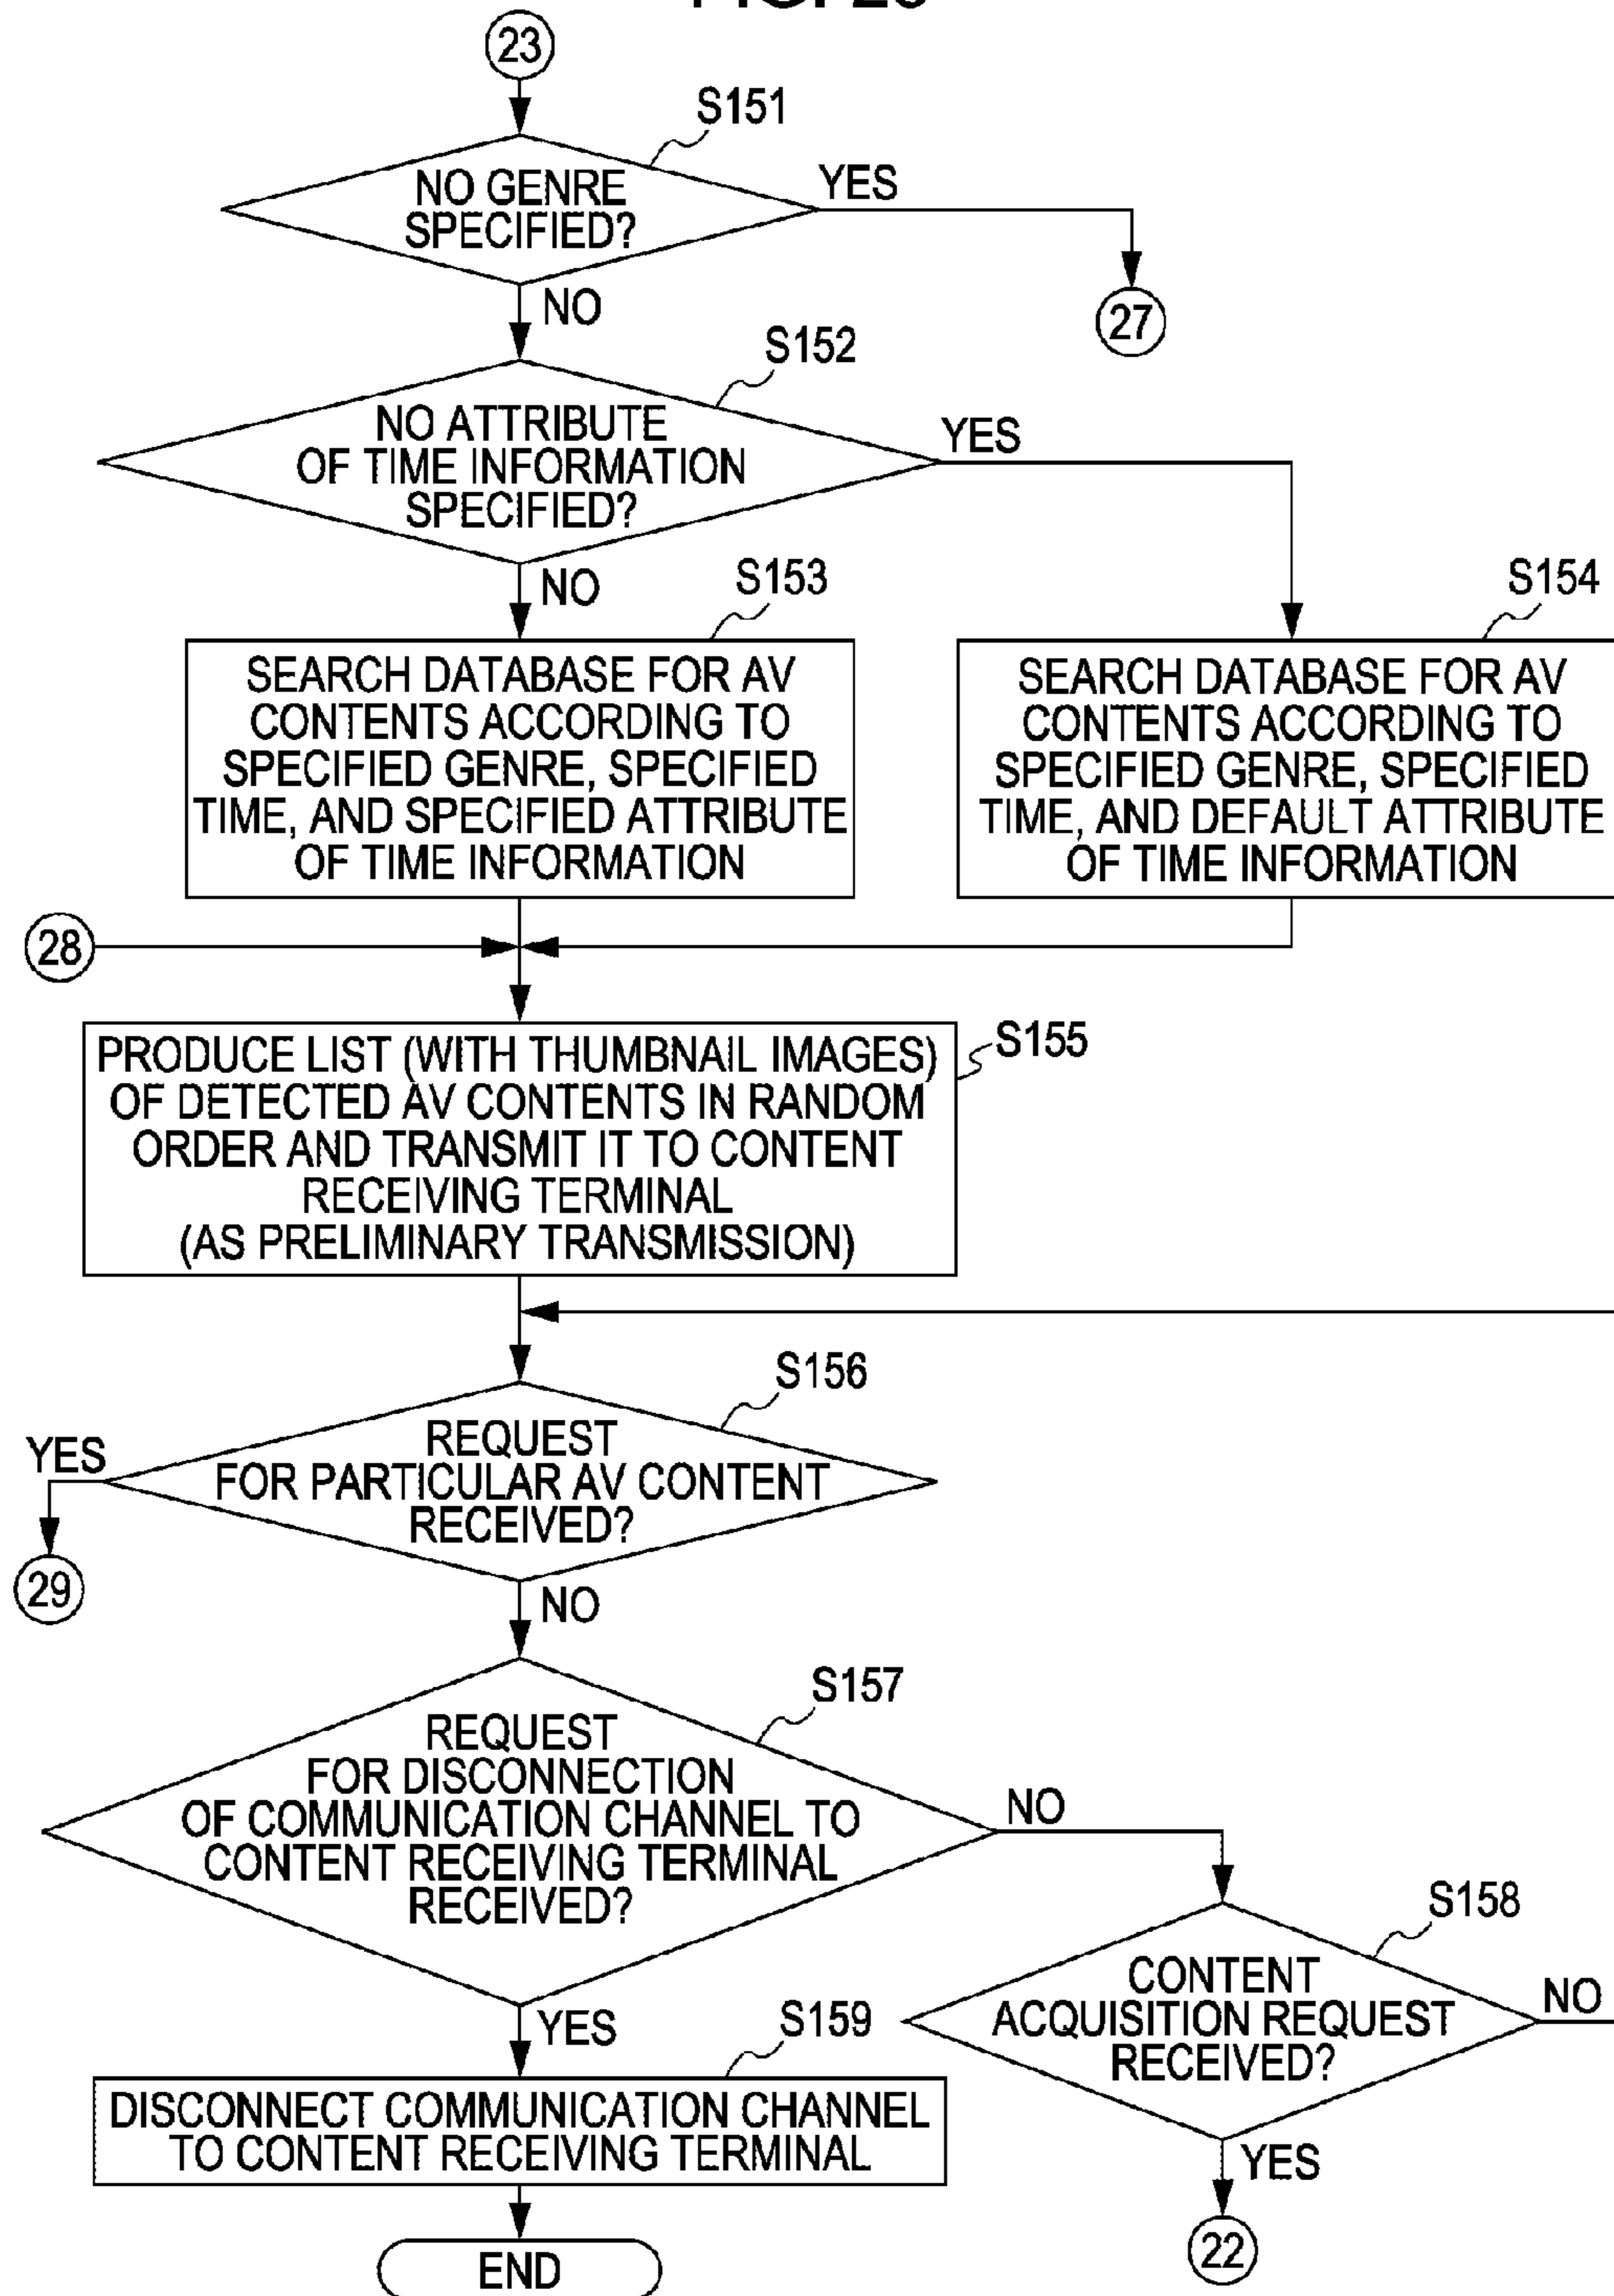 23
S151
NO GENRE
SPECIFIED?
YES
27
NO
S152
NO ATTRIBUTE
OF TIME INFORMATION
SPECIFIED?
YES
NO
S153
SEARCH DATABASE FOR AV
CONTENTS ACCORDING TO
SPECIFIED GENRE, SPECIFIED
TIME, AND SPECIFIED ATTRIBUTE
OF TIME INFORMATION
S154
SEARCH DATABASE FOR AV
CONTENTS ACCORDING TO
SPECIFIED GENRE, SPECIFIED
TIME, AND DEFAULT ATTRIBUTE
OF TIME INFORMATION
28
S155
PRODUCE LIST (WITH THUMBNAIL IMAGES)
OF DETECTED AV CONTENTS IN RANDOM
ORDER AND TRANSMIT IT TO CONTENT
RECEIVING TERMINAL
(AS PRELIMINARY TRANSMISSION)
S156
REQUEST
FOR PARTICULAR AV CONTENT
RECEIVED?
YES
29
NO
S157
REQUEST
FOR DISCONNECTION
OF COMMUNICATION CHANNEL TO
CONTENT RECEIVING TERMINAL
RECEIVED?
NO
S158
CONTENT
ACQUISITION REQUEST
RECEIVED?
NO
YES
22
YES
S159
DISCONNECT COMMUNICATION CHANNEL
TO CONTENT RECEIVING TERMINAL
END